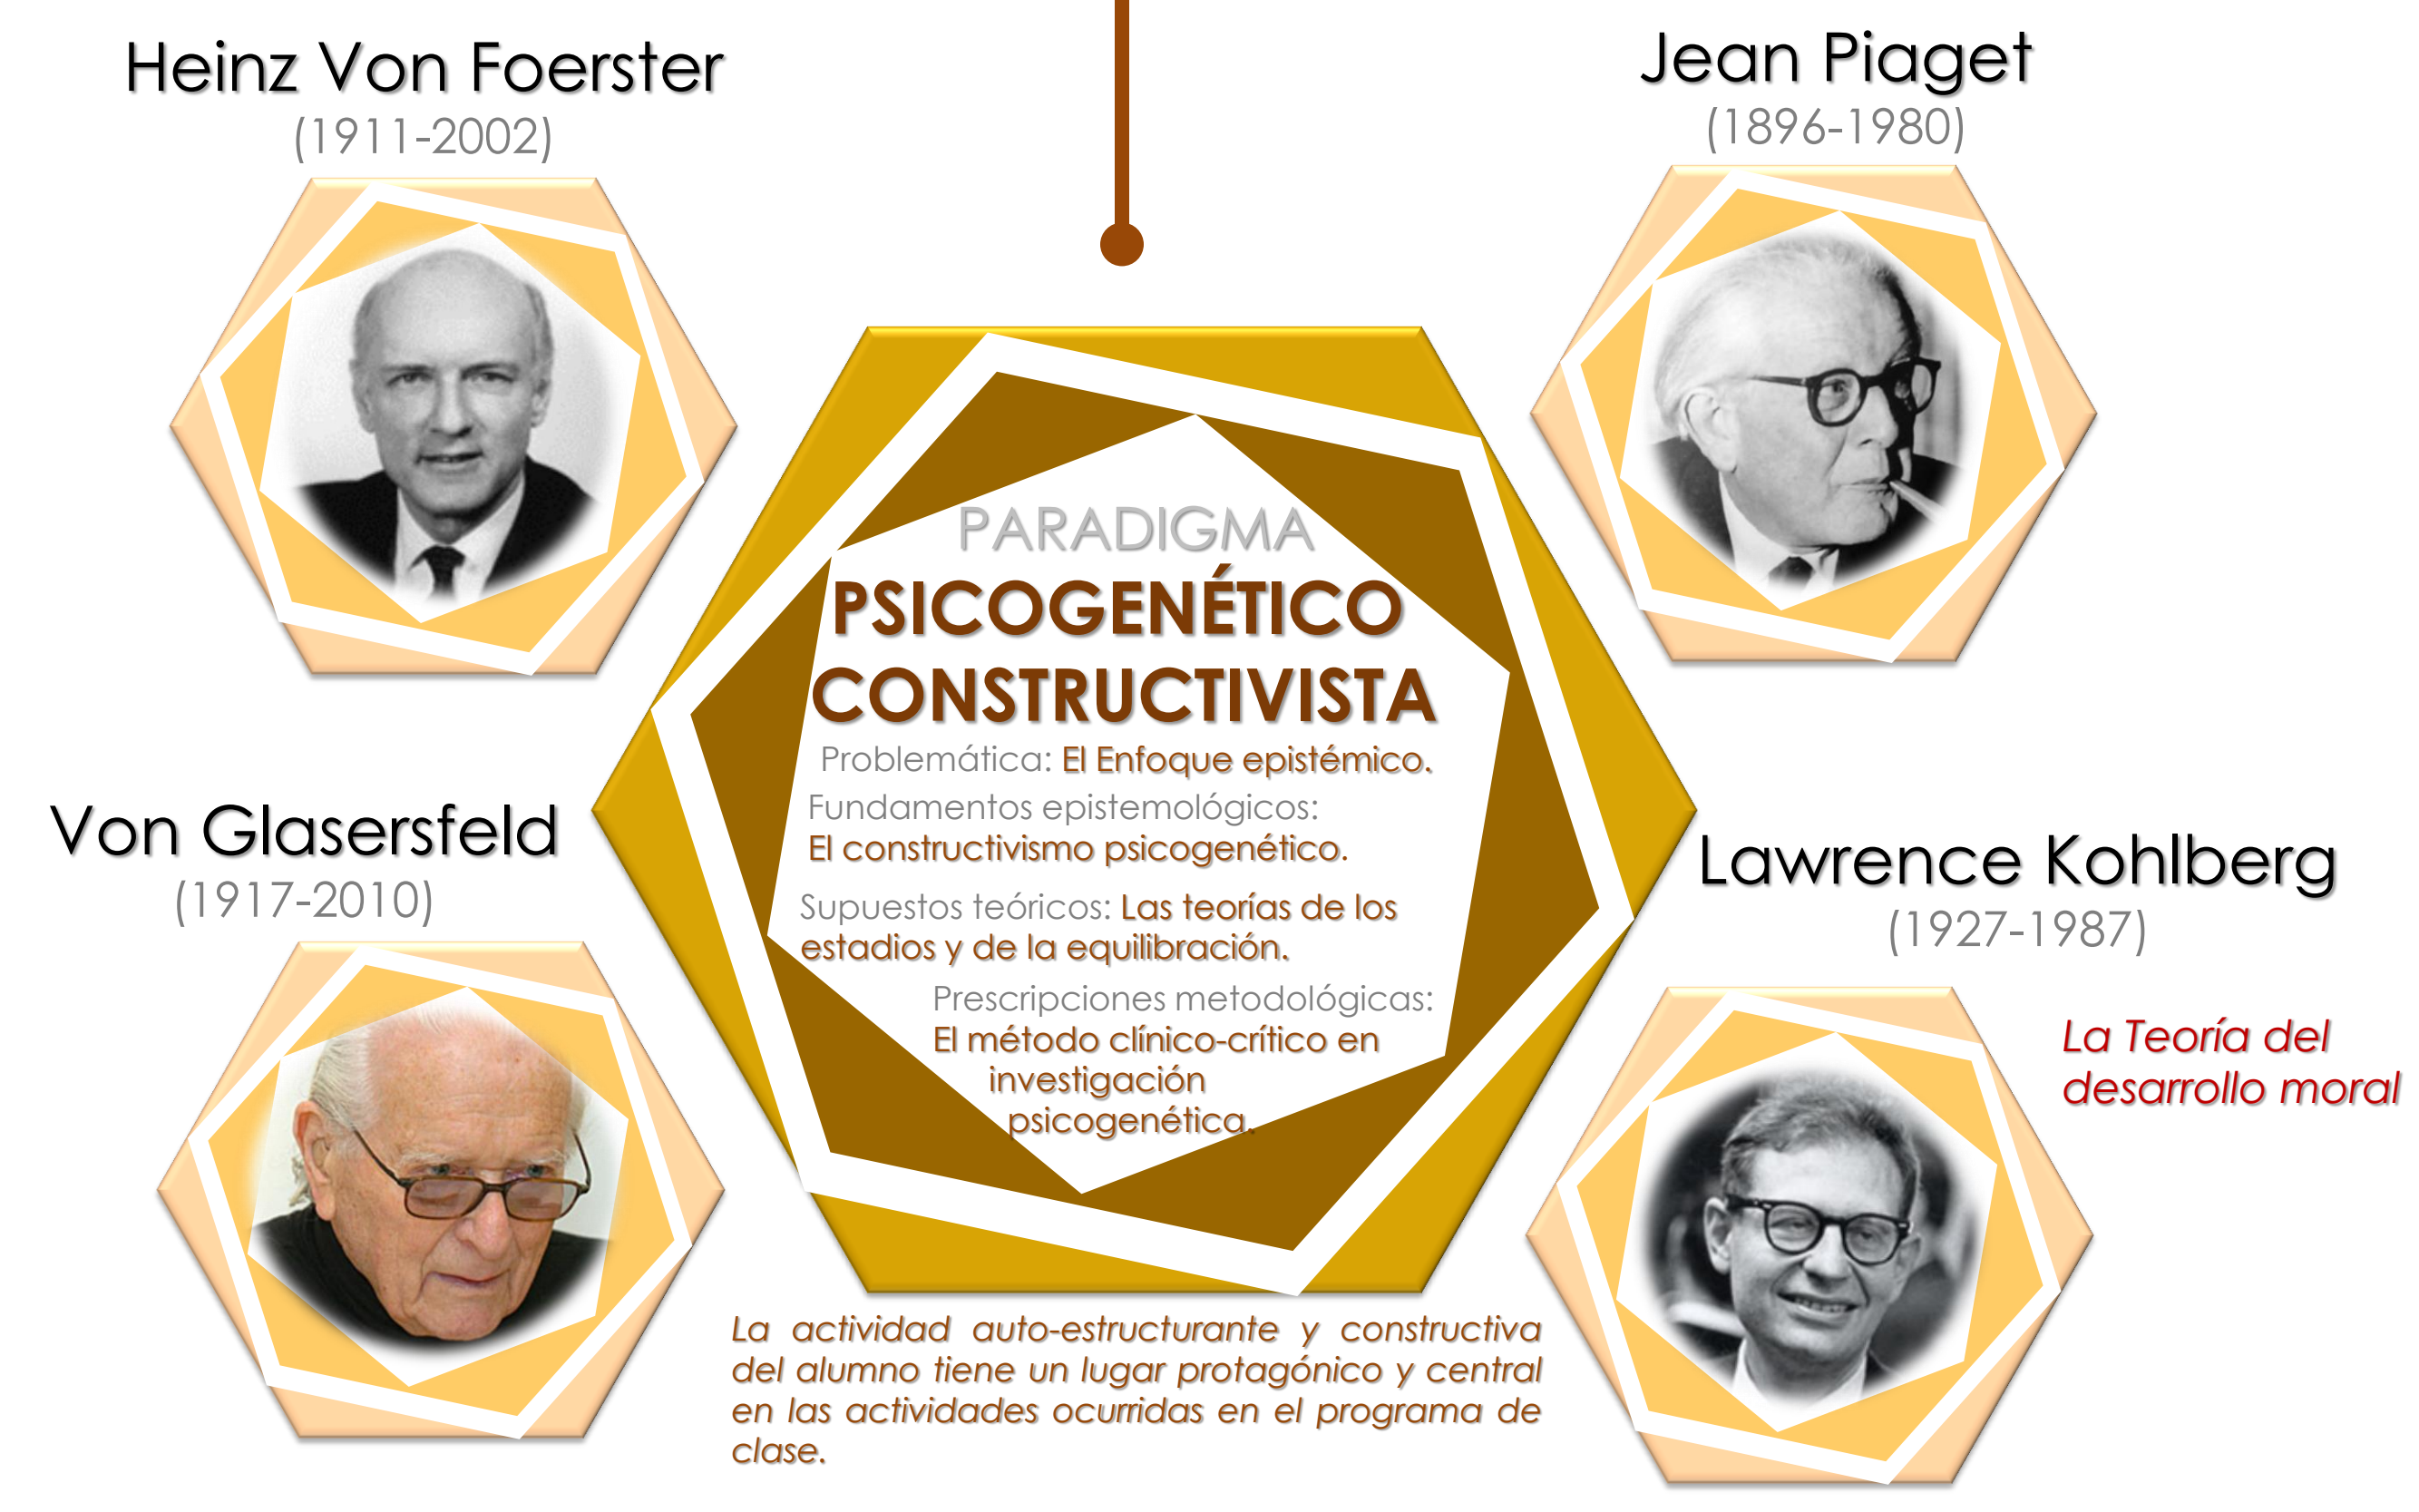 Heinz Von Foerster
(1911-2002)
Jean Piaget
(1896-1980)
PARADIGMA
PSICOGENÉTICO
CONSTRUCTIVISTA
Problemática: El Enfoque epistémico.
Fundamentos epistemológicos:
El constructivismo psicogenético.
Supuestos teóricos: Las teorías de los
estadios y de la equilibración.
Prescripciones metodológicas:
El método clínico-crítico en
investigación
psicogenética.
Von Glasersfeld
(1917-2010)
Lawrence Kohlberg
(1927-1987)
La Teoría del
desarrollo moral
La actividad auto-estructurante y constructiva
del alumno tiene un lugar protagónico y central
en las actividades ocurridas en el programa de
clase.